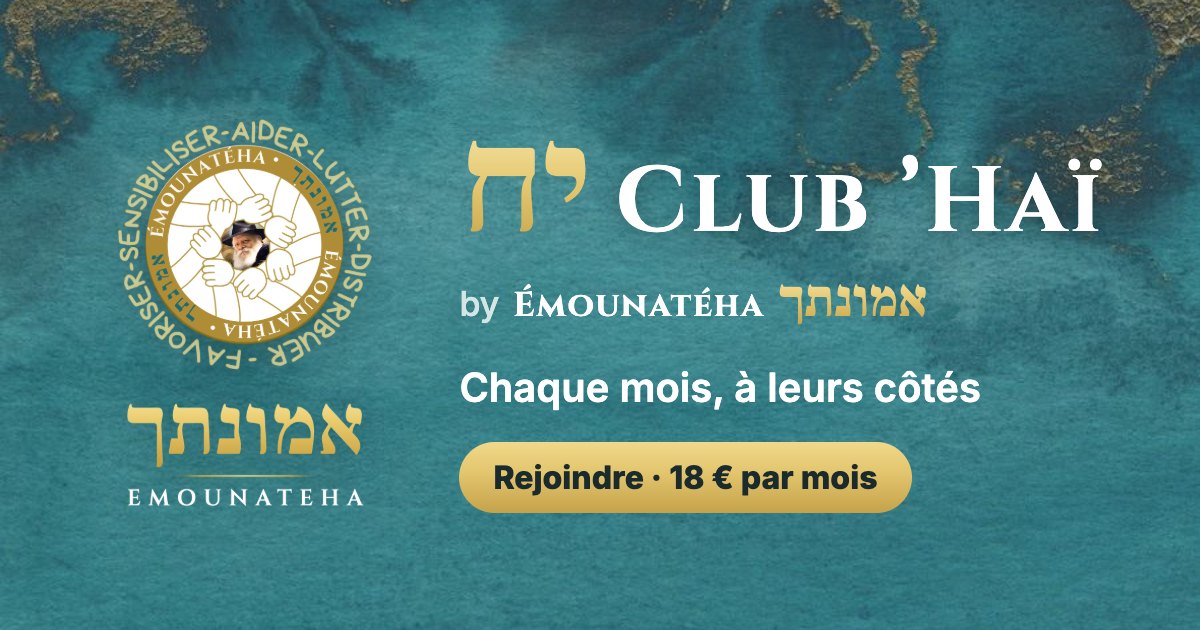 FAVORISER-SENSIBILISER-AIDER-LUTTER-DISTRIBUER -
ÉMOUNATÉHA • אמונתך ÉMOUNATÉHA • אמונתך
אמונתך
EMOUNATEHA
יח CLUB ’HAÏ
by ÉMOUNATÉHA אמונתך
Chaque mois, à leurs côtés
Rejoindre · 18 € par mois